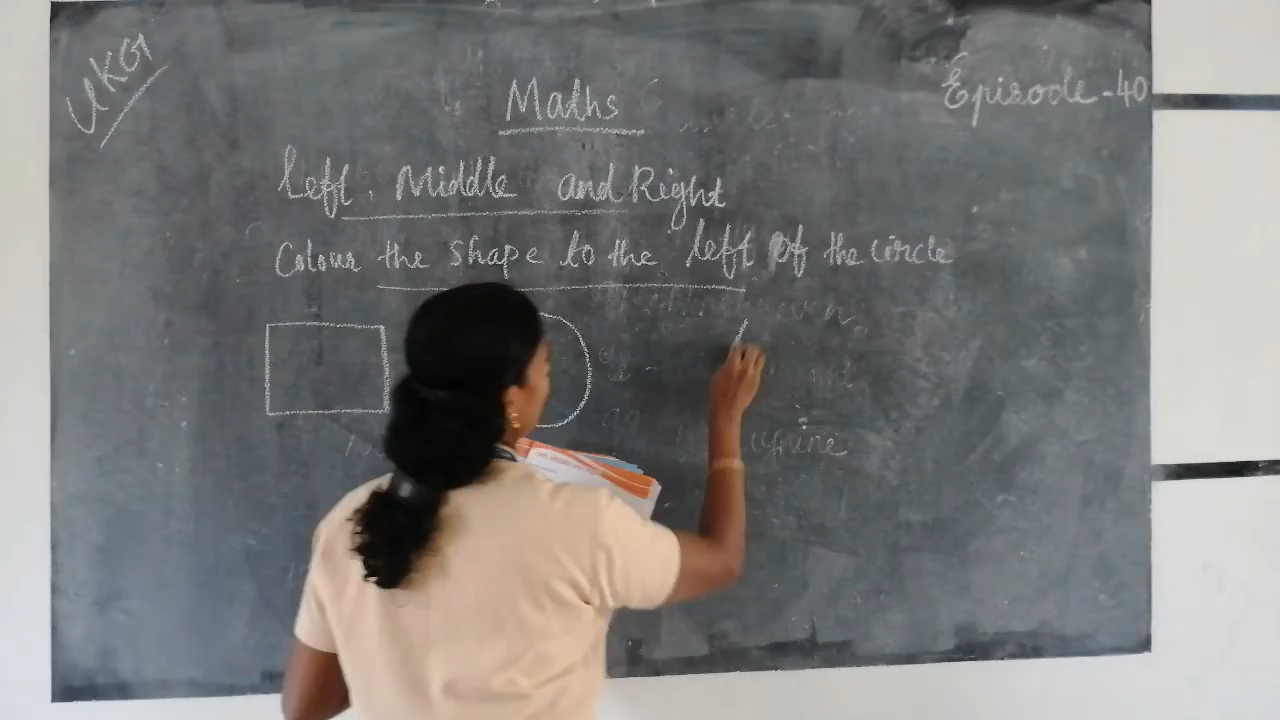 UKG
Maths
Episode-40
Left, Middle and Right
Colour the shape to the left of the circle